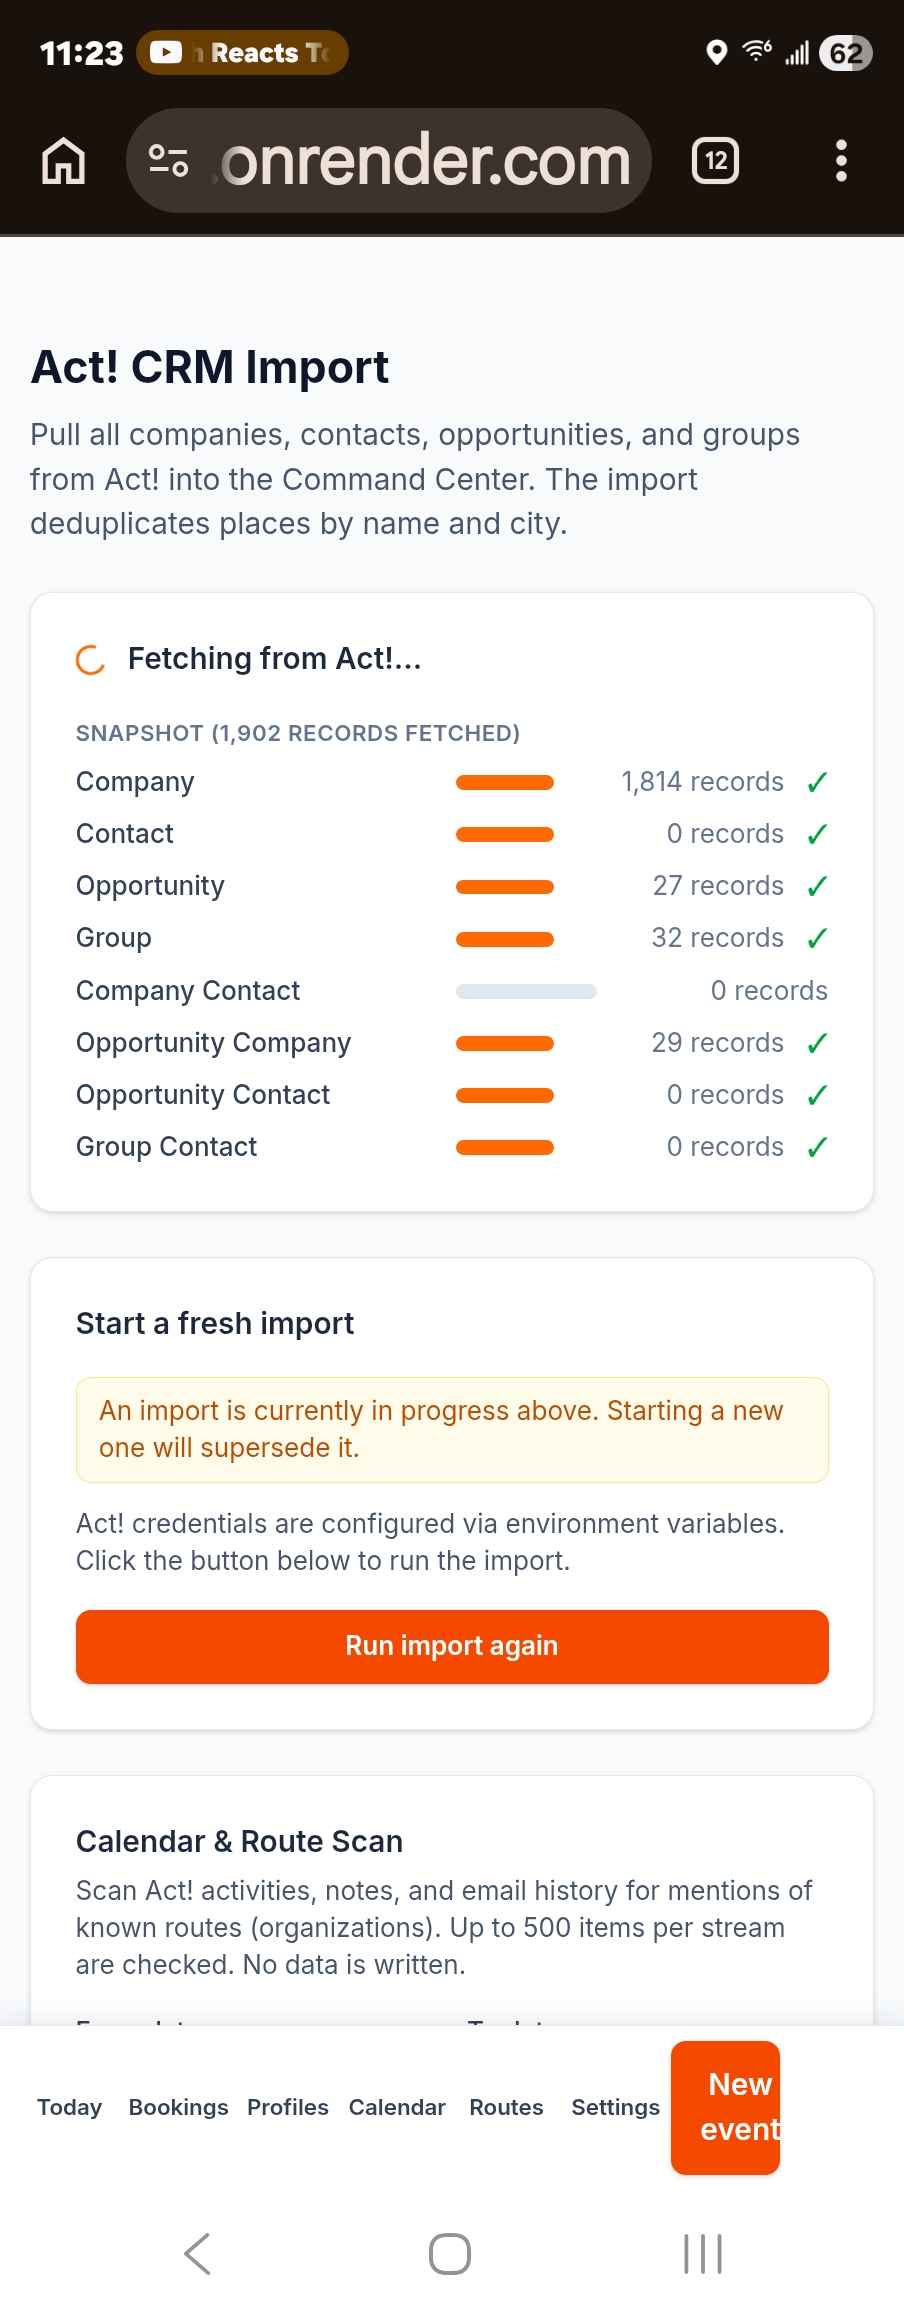 11:23
Reacts
62
.onrender.com
12
Act! CRM Import
Pull all companies, contacts, opportunities, and groups
from Act! into the Command Center. The import
deduplicates places by name and city.
Fetching from Act!...
SNAPSHOT (1,902 RECORDS FETCHED)
Company 1,814 records ✓
Contact 0 records ✓
Opportunity 27 records ✓
Group 32 records ✓
Company Contact 0 records
Opportunity Company 29 records ✓
Opportunity Contact 0 records ✓
Group Contact 0 records ✓
Start a fresh import
An import is currently in progress above. Starting a new
one will supersede it.
Act! credentials are configured via environment variables.
Click the button below to run the import.
Run import again
Calendar & Route Scan
Scan Act! activities, notes, and email history for mentions of
known routes (organizations). Up to 500 items per stream
are checked. No data is written.
Today Bookings Profiles Calendar Routes Settings
New
event